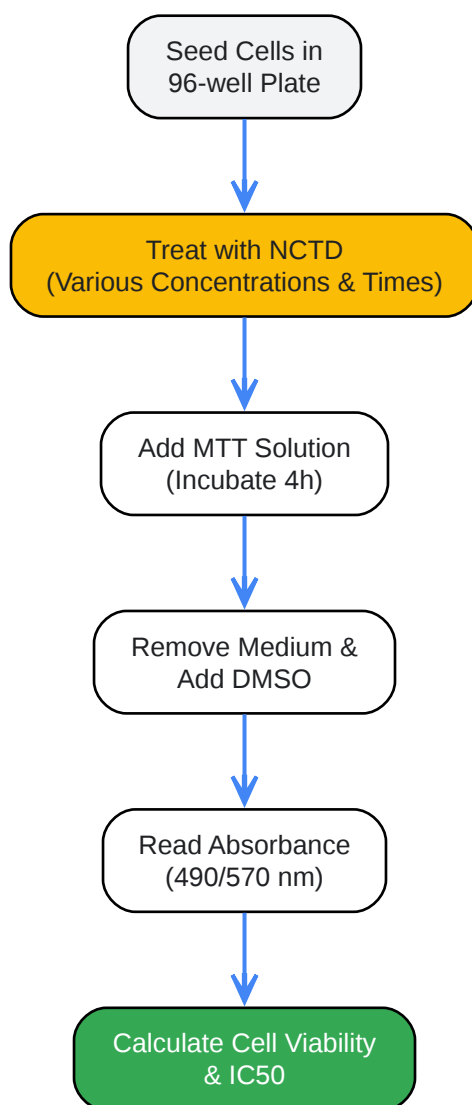 Seed Cells in
96-well Plate
Treat with NCTD
(Various Concentrations & Times)
Add MTT Solution
(Incubate 4h)
Remove Medium &
Add DMSO
Read Absorbance
(490/570 nm)
Calculate Cell Viability
& IC50